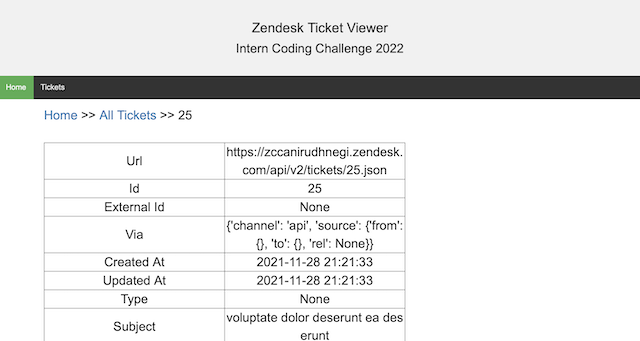 Zendesk Ticket Viewer
Intern Coding Challenge 2022
Home Tickets
Home >> All Tickets >> 25
Url https://zccanirudhnegi.zendesk.
com/api/v2/tickets/25.json
Id 25
External Id None
Via {'channel': 'api', 'source': {'from':
{}, 'to': {}, 'rel': None}}
Created At 2021-11-28 21:21:33
Updated At 2021-11-28 21:21:33
Type None
Subject voluptate dolor deserunt ea des
erunt